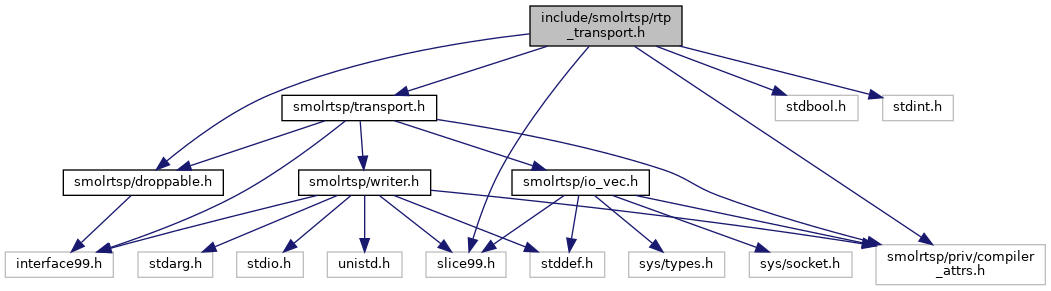 include/smolrtsp/rtp
_transport.h
smolrtsp/transport.h
stdbool.h
stdint.h
smolrtsp/droppable.h
smolrtsp/writer.h
smolrtsp/io_vec.h
interface99.h
stdarg.h
stdio.h
unistd.h
slice99.h
stddef.h
sys/types.h
sys/socket.h
smolrtsp/priv/compiler
_attrs.h